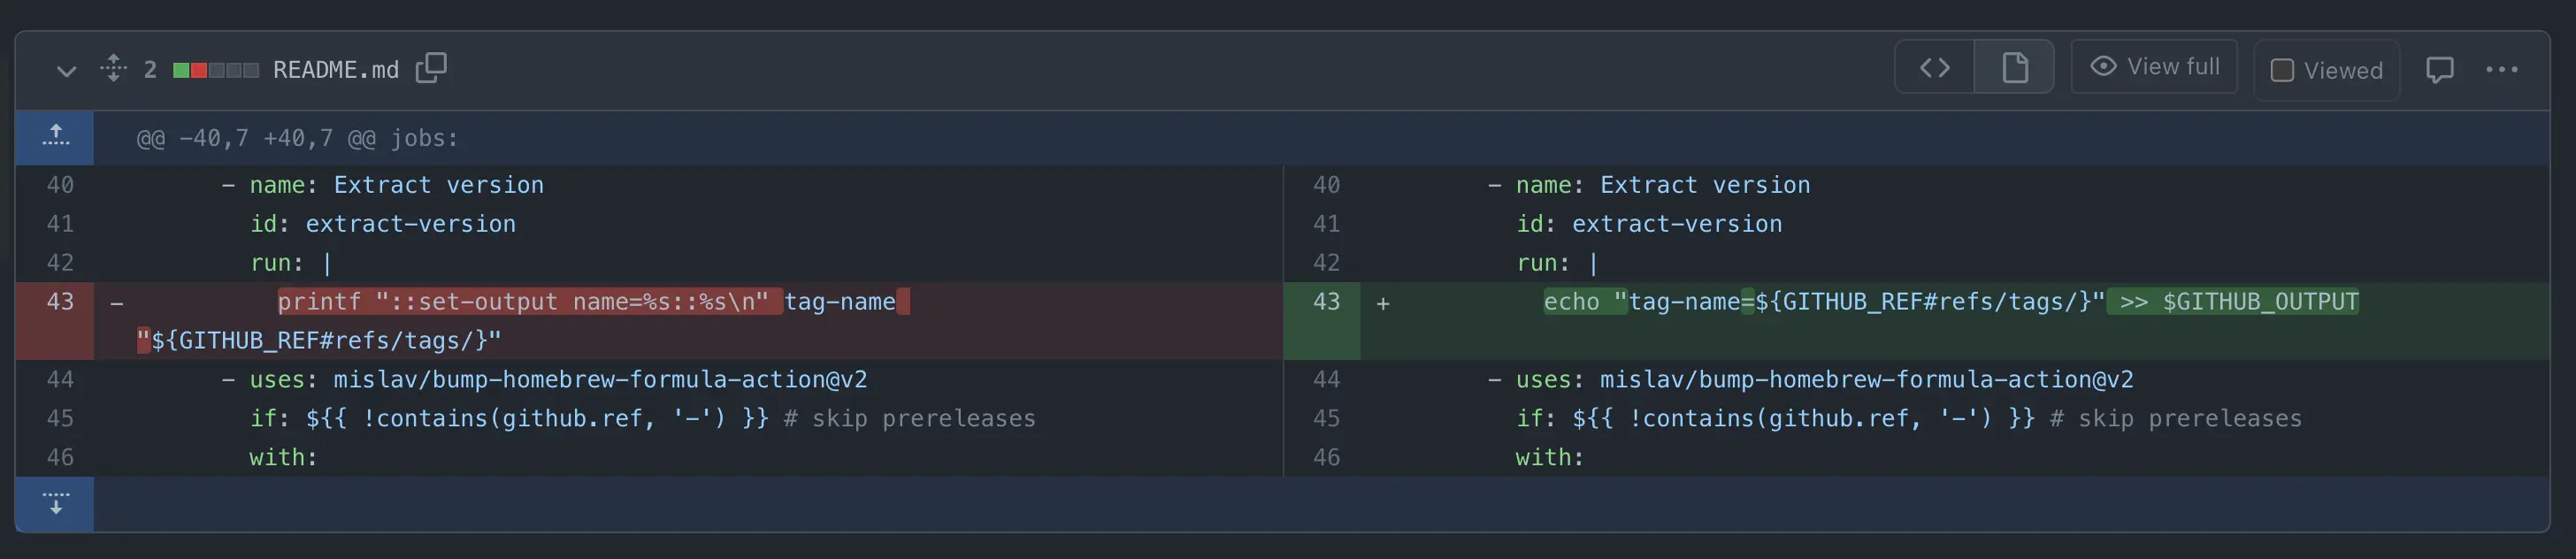 2 README.md View full Viewed
@@ -40,7 +40,7 @@ jobs:
40 - name: Extract version
41 id: extract-version
42 run: |
43 - printf "::set-output name=%s::%s\n" tag-name
"${GITHUB_REF#refs/tags/}"
44 - uses: mislav/bump-homebrew-formula-action@v2
45 if: ${{ !contains(github.ref, '-') }} # skip prereleases
46 with:
40 - name: Extract version
41 id: extract-version
42 run: |
43 + echo "tag-name=${GITHUB_REF#refs/tags/}" >> $GITHUB_OUTPUT
44 - uses: mislav/bump-homebrew-formula-action@v2
45 if: ${{ !contains(github.ref, '-') }} # skip prereleases
46 with: